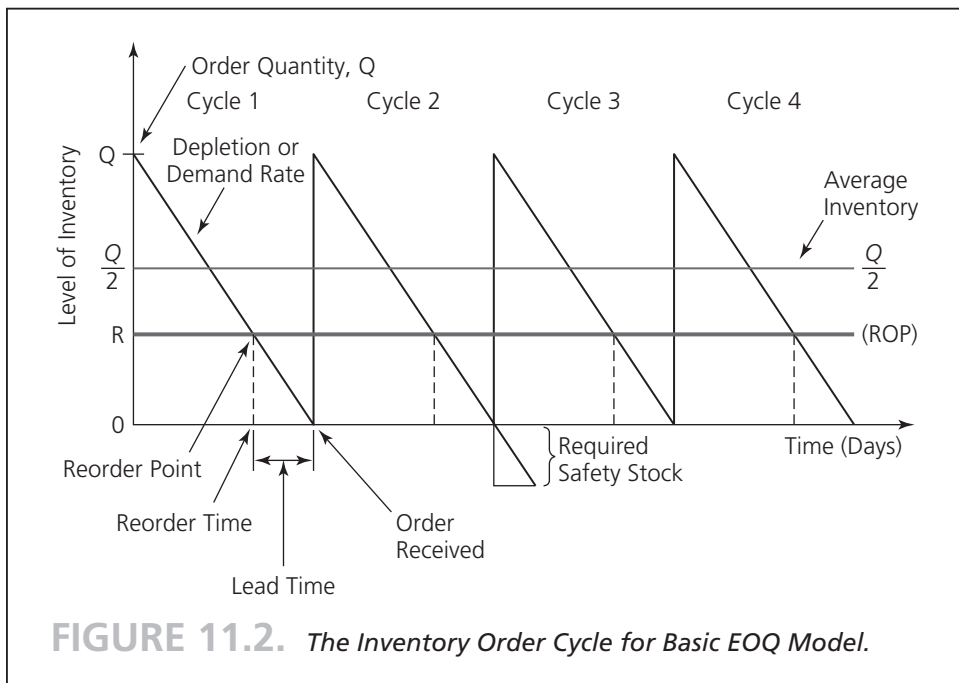 Order Quantity, Q
Cycle 1
Cycle 2
Cycle 3
Cycle 4
Depletion or
Demand Rate
Average
Inventory
Level of Inventory
Q
Q
2
Q
2
R
(ROP)
0
Time (Days)
Required
Safety Stock
Reorder Point
Reorder Time
Order
Received
Lead Time
FIGURE 11.2. The Inventory Order Cycle for Basic EOQ Model.